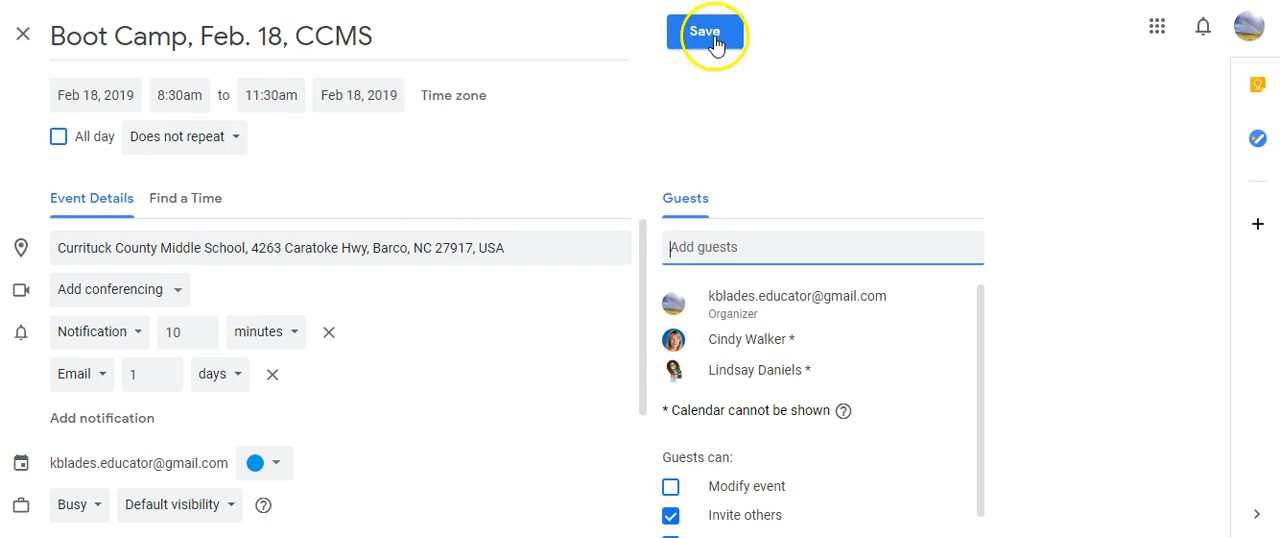 Boot Camp, Feb. 18, CCMS
Save
Feb 18, 2019 8:30am to 11:30am Feb 18, 2019 Time zone
All day Does not repeat
Event Details Find a Time
Guests
Currituck County Middle School, 4263 Caratoke Hwy, Barco, NC 27917, USA
Add guests
Add conferencing
kblades.educator@gmail.com
Organizer
Notification 10 minutes
Cindy Walker *
Email 1 days
Lindsay Daniels *
Add notification
* Calendar cannot be shown
kblades.educator@gmail.com
Guests can:
Modify event
Busy Default visibility
Invite others